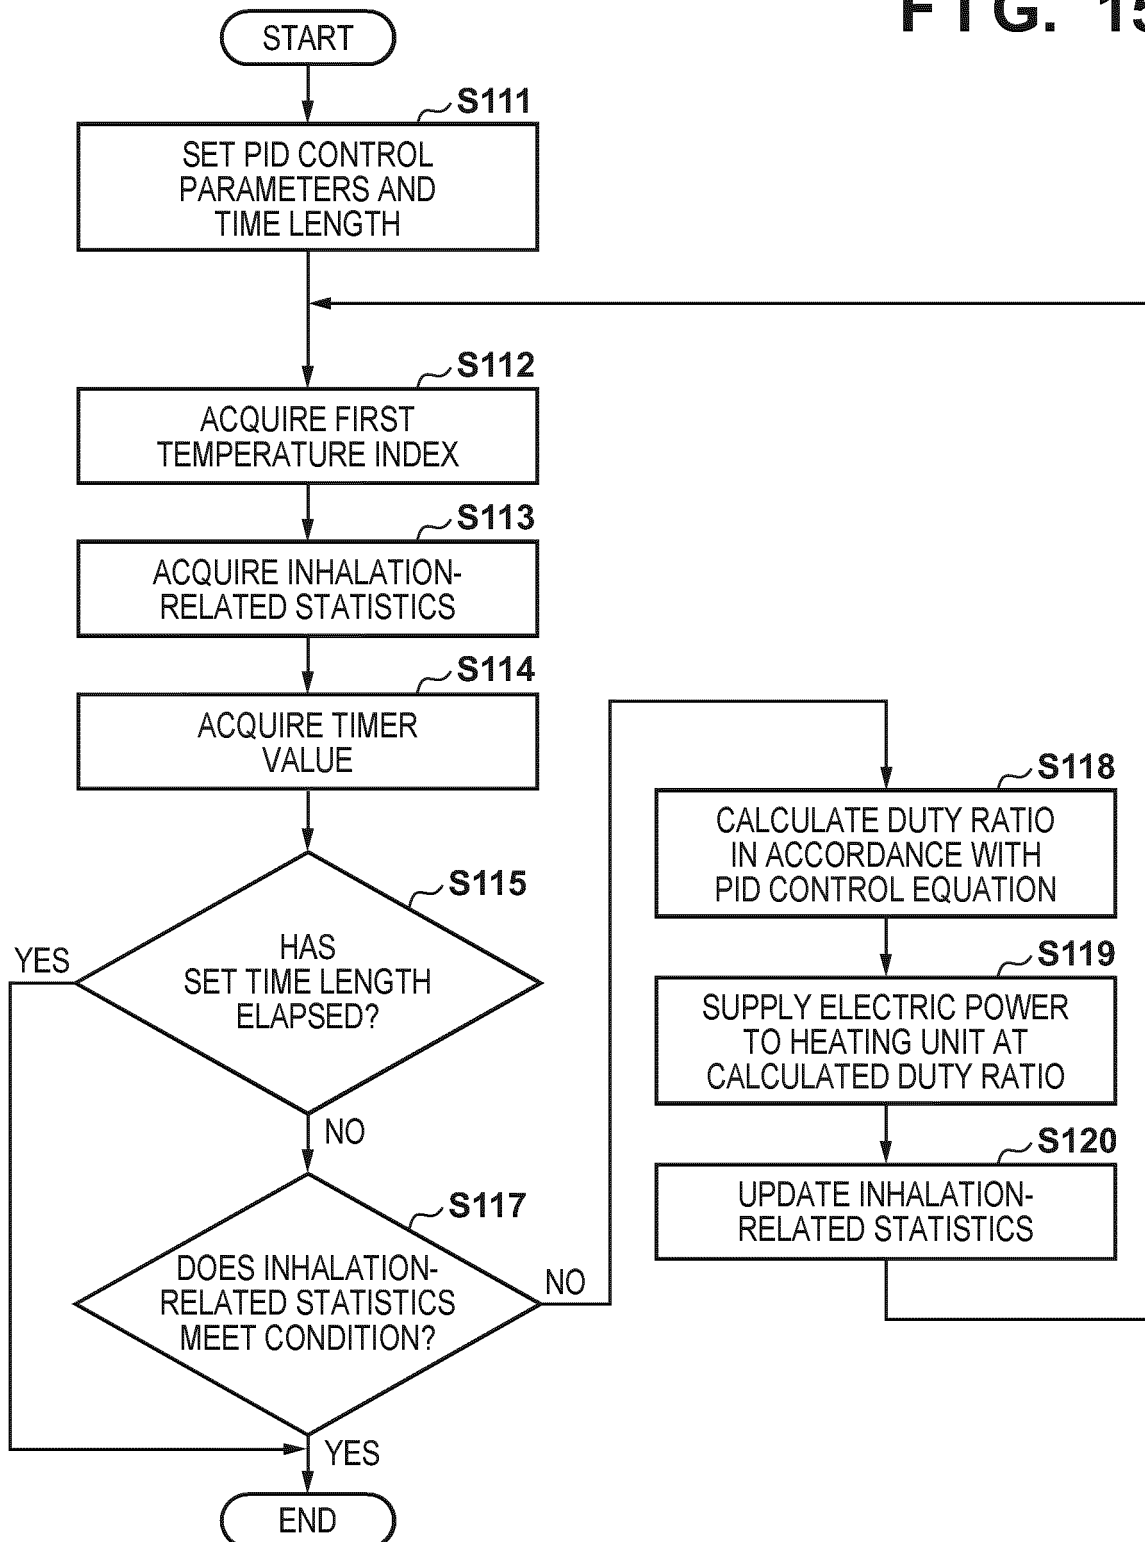 FIG. 15
START
S111
SET PID CONTROL
PARAMETERS AND
TIME LENGTH
S112
ACQUIRE FIRST
TEMPERATURE INDEX
S113
ACQUIRE INHALATION-
RELATED STATISTICS
S114
ACQUIRE TIMER
VALUE
S115
HAS
SET TIME LENGTH
ELAPSED?
YES
NO
S117
DOES INHALATION-
RELATED STATISTICS
MEET CONDITION?
NO
YES
END
S118
CALCULATE DUTY RATIO
IN ACCORDANCE WITH
PID CONTROL EQUATION
S119
SUPPLY ELECTRIC POWER
TO HEATING UNIT AT
CALCULATED DUTY RATIO
S120
UPDATE INHALATION-
RELATED STATISTICS